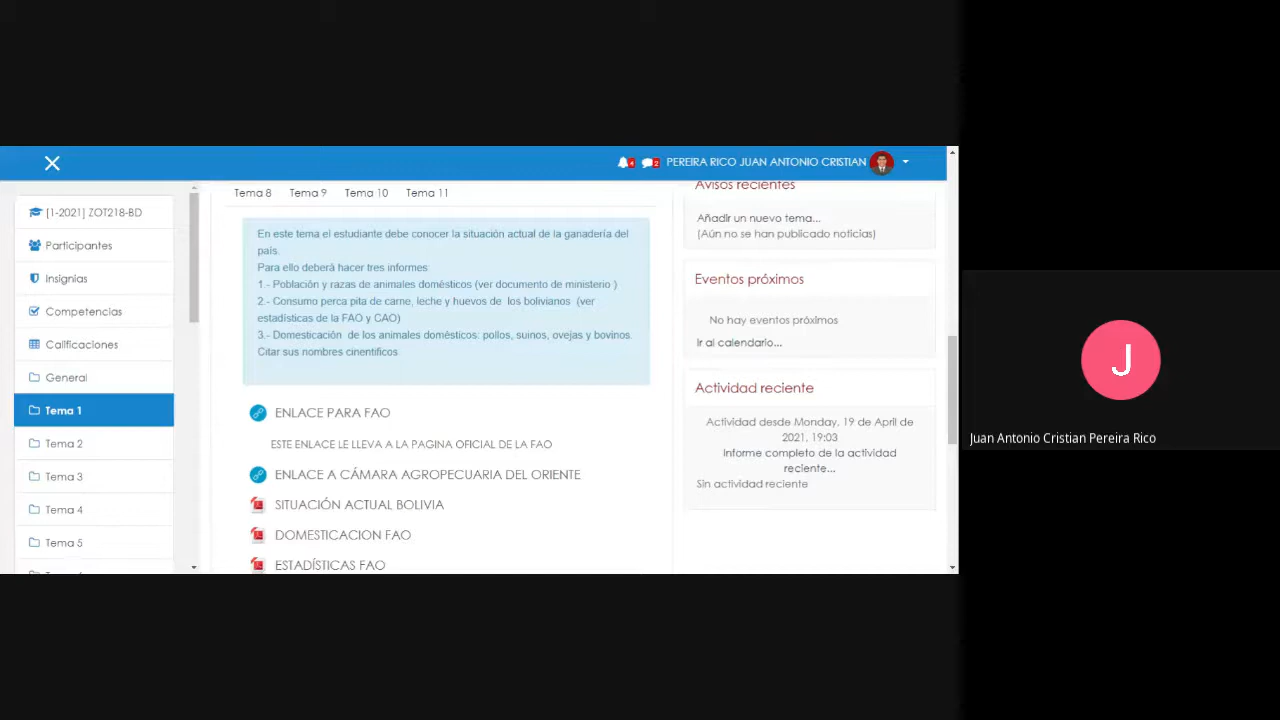 PEREIRA RICO JUAN ANTONIO CRISTIAN
[1-2021] ZOT218-BD
Participantes
Insignias
Competencias
Calificaciones
General
Tema 1
Tema 2
Tema 3
Tema 4
Tema 5
Tema 8 Tema 9 Tema 10 Tema 11
En este tema el estudiante debe conocer la situación actual de la ganadería del
país.
Para ello deberá hacer tres informes:
1.- Población y razas de animales domésticos (ver documento de ministerio )
2.- Consumo perca pita de carne, leche y huevos de los bolivianos (ver
estadísticas de la FAO y CAO)
3.- Domesticación de los animales domésticos: pollos, suinos, ovejas y bovinos.
Citar sus nombres cinentificos.
ENLACE PARA FAO
ESTE ENLACE LE LLEVA A LA PAGINA OFICIAL DE LA FAO
ENLACE A CÁMARA AGROPECUARIA DEL ORIENTE
SITUACIÓN ACTUAL BOLIVIA
DOMESTICACION FAO
ESTADÍSTICAS FAO
Avisos recientes
Añadir un nuevo tema...
(Aún no se han publicado noticias)
Eventos próximos
No hay eventos próximos
Ir al calendario...
Actividad reciente
Actividad desde Monday, 19 de April de
2021, 19:03
Informe completo de la actividad
reciente...
Sin actividad reciente
J
Juan Antonio Cristian Pereira Rico